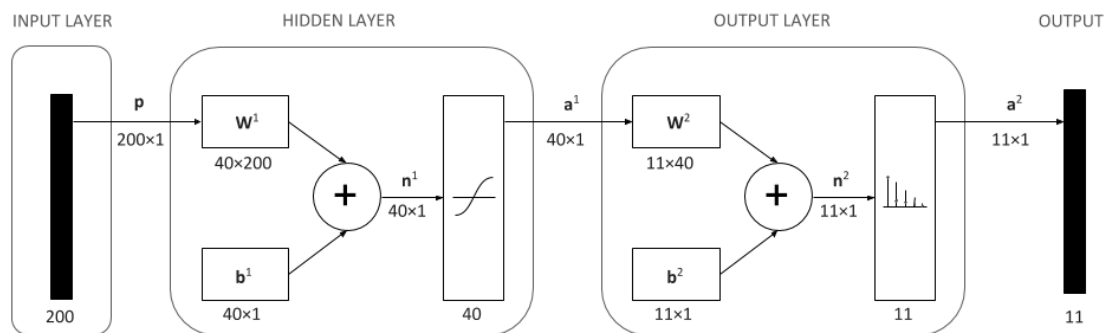 INPUT LAYER
HIDDEN LAYER
OUTPUT LAYER
OUTPUT
p
200×1
W¹
40×200
+
b¹
40×1
n¹
40×1
40
a¹
40×1
W²
11×40
+
b²
11×1
n²
11×1
11
a²
11×1
200
11